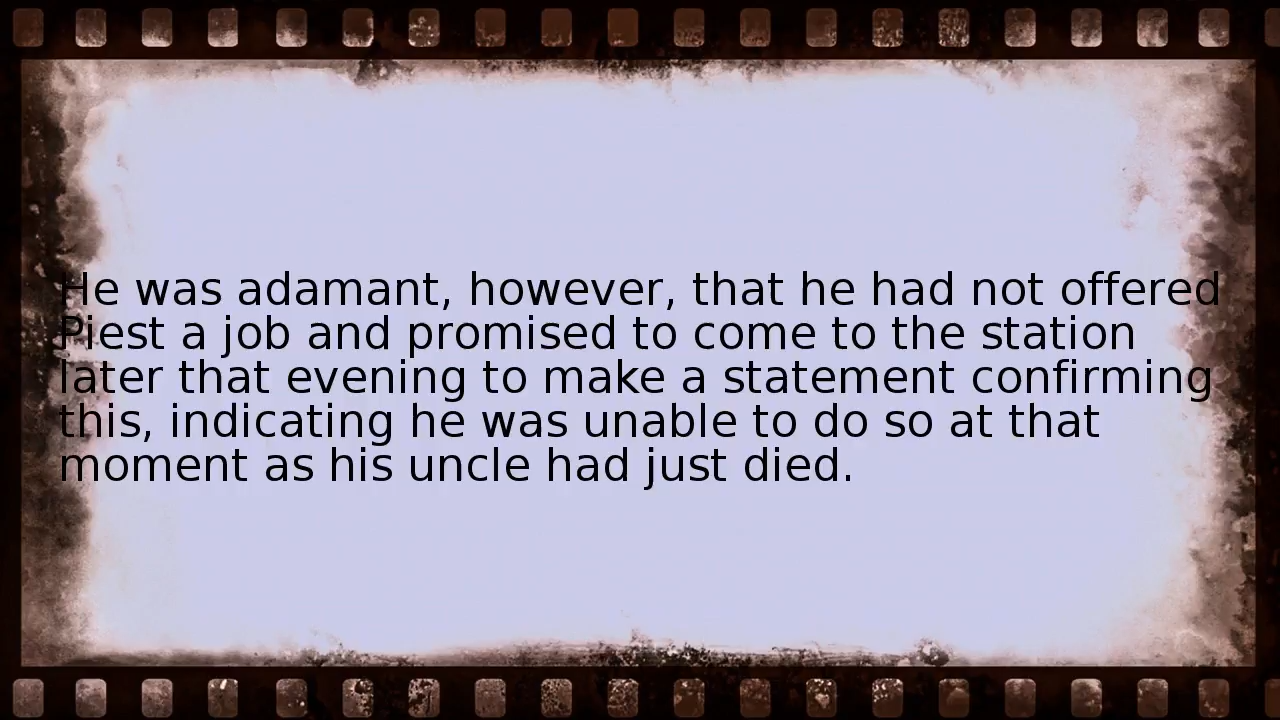 He was adamant, however, that he had not offered
Piest a job and promised to come to the station
later that evening to make a statement confirming
this, indicating he was unable to do so at that
moment as his uncle had just died.